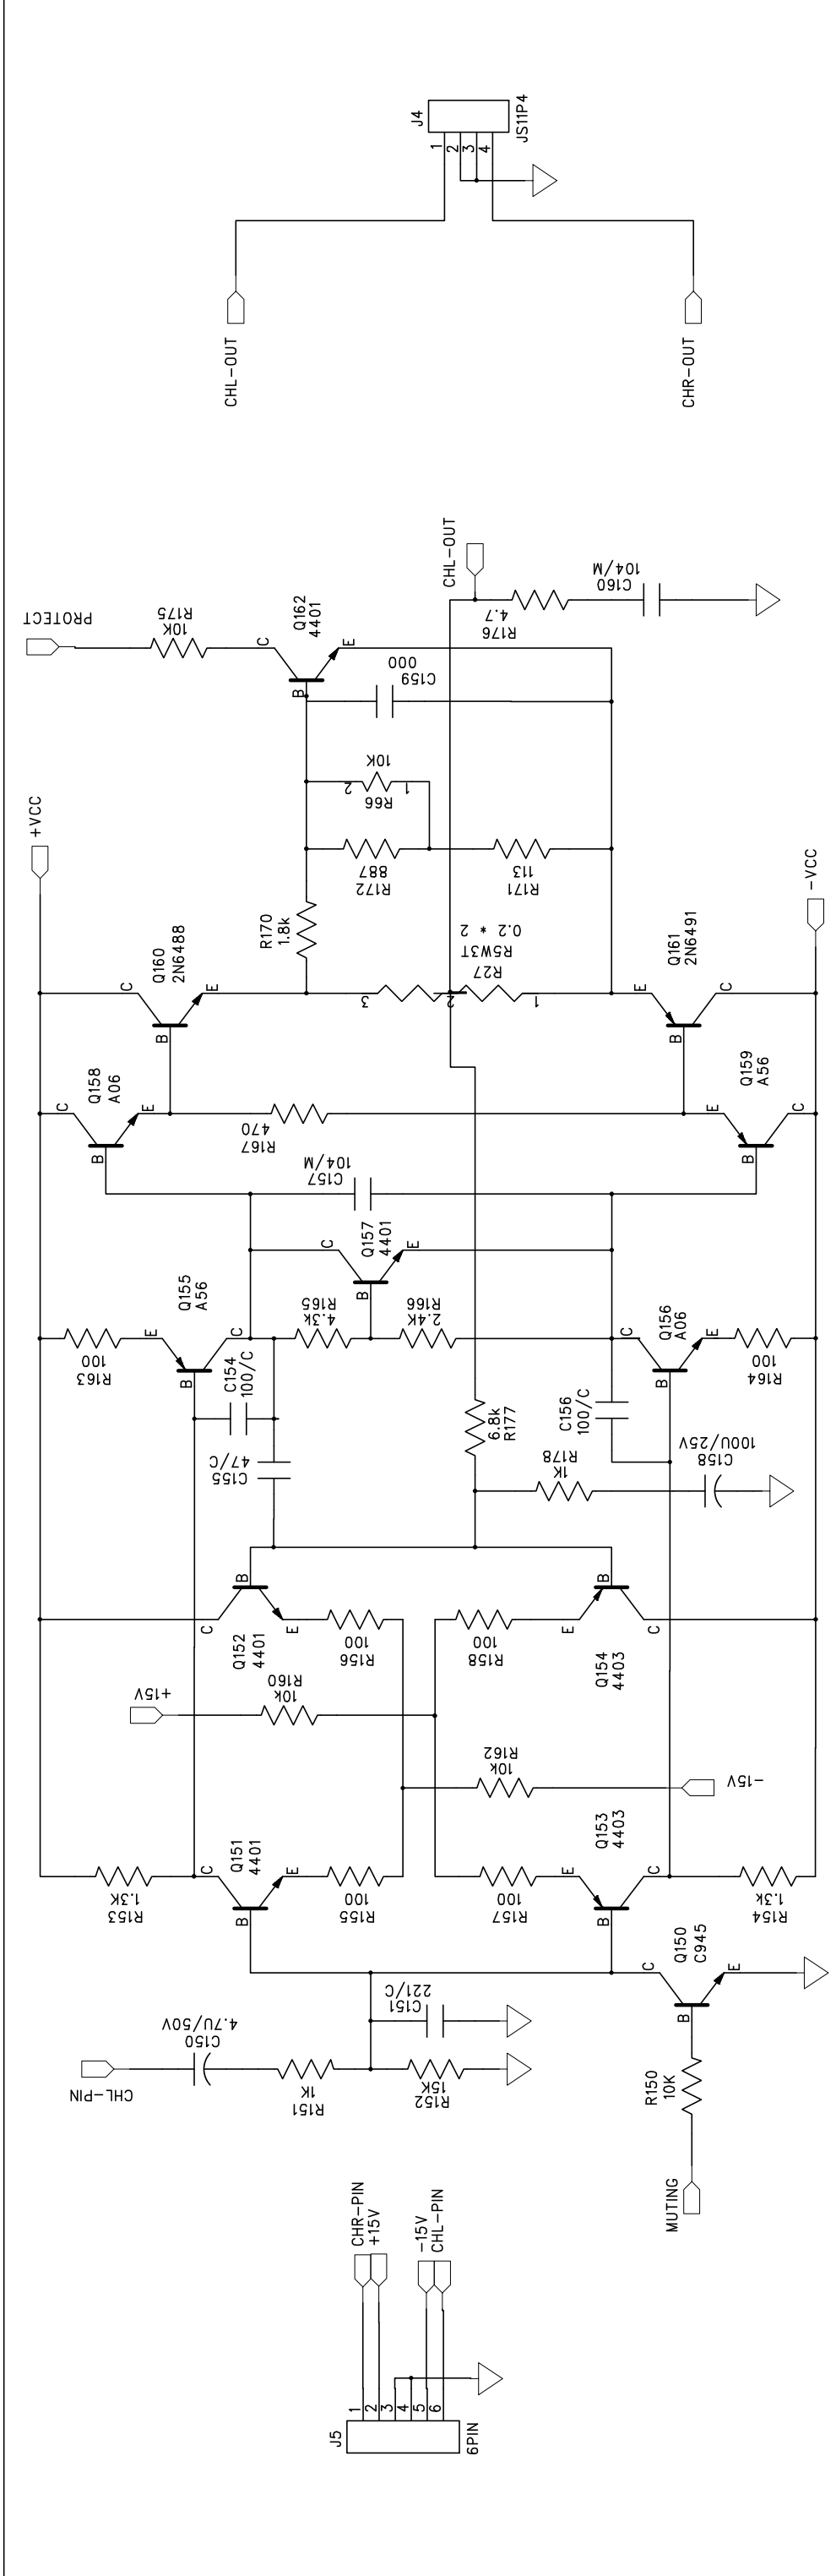 J4
1
2
3
4
JS11P4
CHL-OUT
CHR-OUT
CHL-OUT
PROTECT
R175
10K
C
Q162
4401
B
E
C159
000
R176
4.7
C160
104/M
R66
10K
2
1
R172
887
R171
113
R170
1.8k
+VCC
-VCC
Q160
2N6488
C
B
E
R27
R5W3T
0.2 * 2
3
2
1
Q161
2N6491
E
B
C
Q158
A06
C
B
E
R167
470
Q159
A56
E
B
C
C157
104/M
Q157
4401
C
B
E
Q155
A56
E
B
C
R163
100
R165
4.3k
R166
2.4K
Q156
A06
C
B
E
R164
100
C154
100/C
C155
47/C
6.8k
R177
C156
100/C
R178
1K
C158
100U/25V
Q152
4401
B
C
E
R156
100
R158
100
Q154
4403
B
E
C
+15V
R160
10k
R162
10k
-15V
R153
1.3K
Q151
4401
C
B
E
R155
100
R157
100
Q153
4403
E
B
C
R154
1.3k
CHL-PIN
C150
4.7U/50V
R151
1K
C151
221/C
R152
15K
Q150
C945
C
B
E
R150
10K
MUTING
CHR-PIN
+15V
-15V
CHL-PIN
J5
1
2
3
4
5
6
6PIN